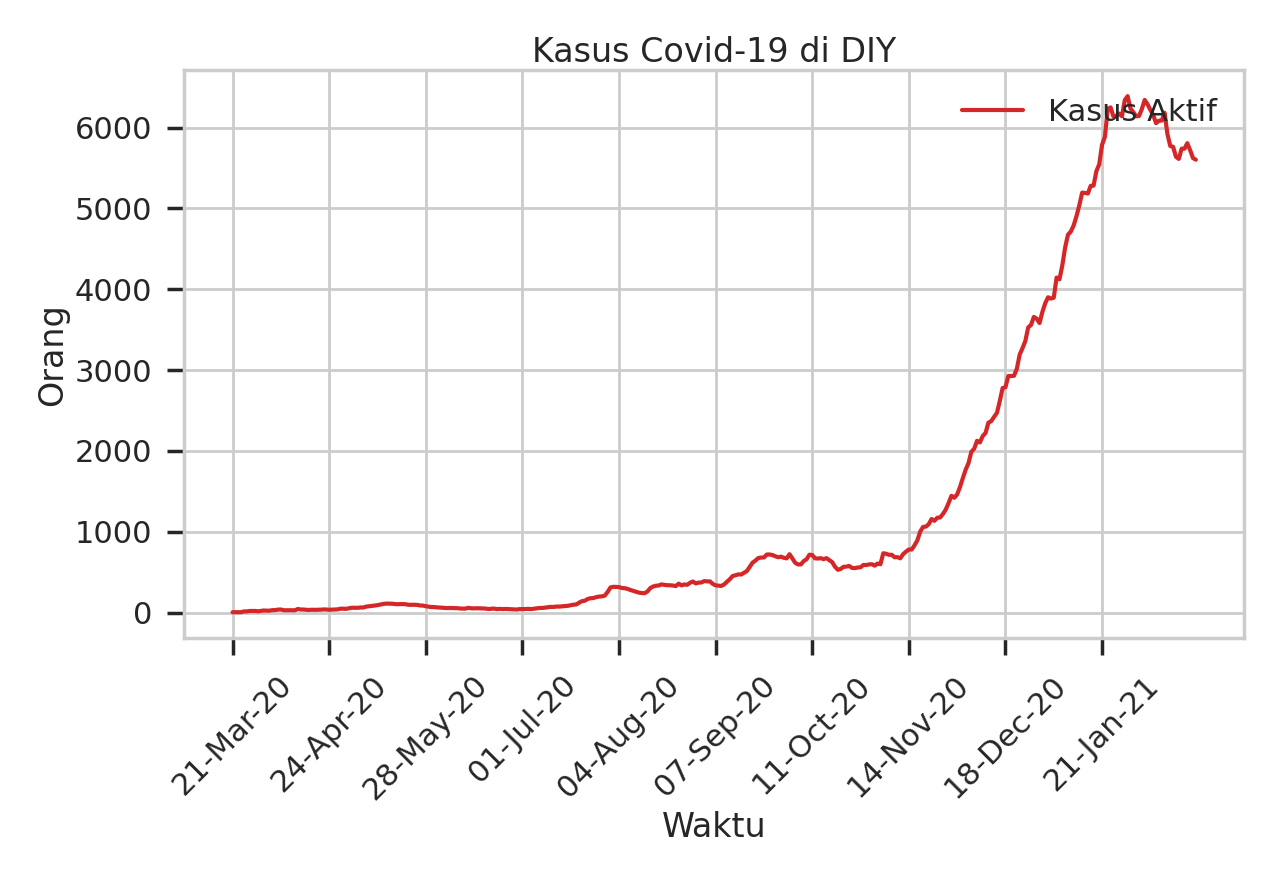 Kasus Covid-19 di DIY
Kasus Aktif
6000
5000
4000
3000
2000
1000
0
Orang
21-Mar-20
24-Apr-20
28-May-20
01-Jul-20
04-Aug-20
07-Sep-20
11-Oct-20
14-Nov-20
18-Dec-20
21-Jan-21
Waktu